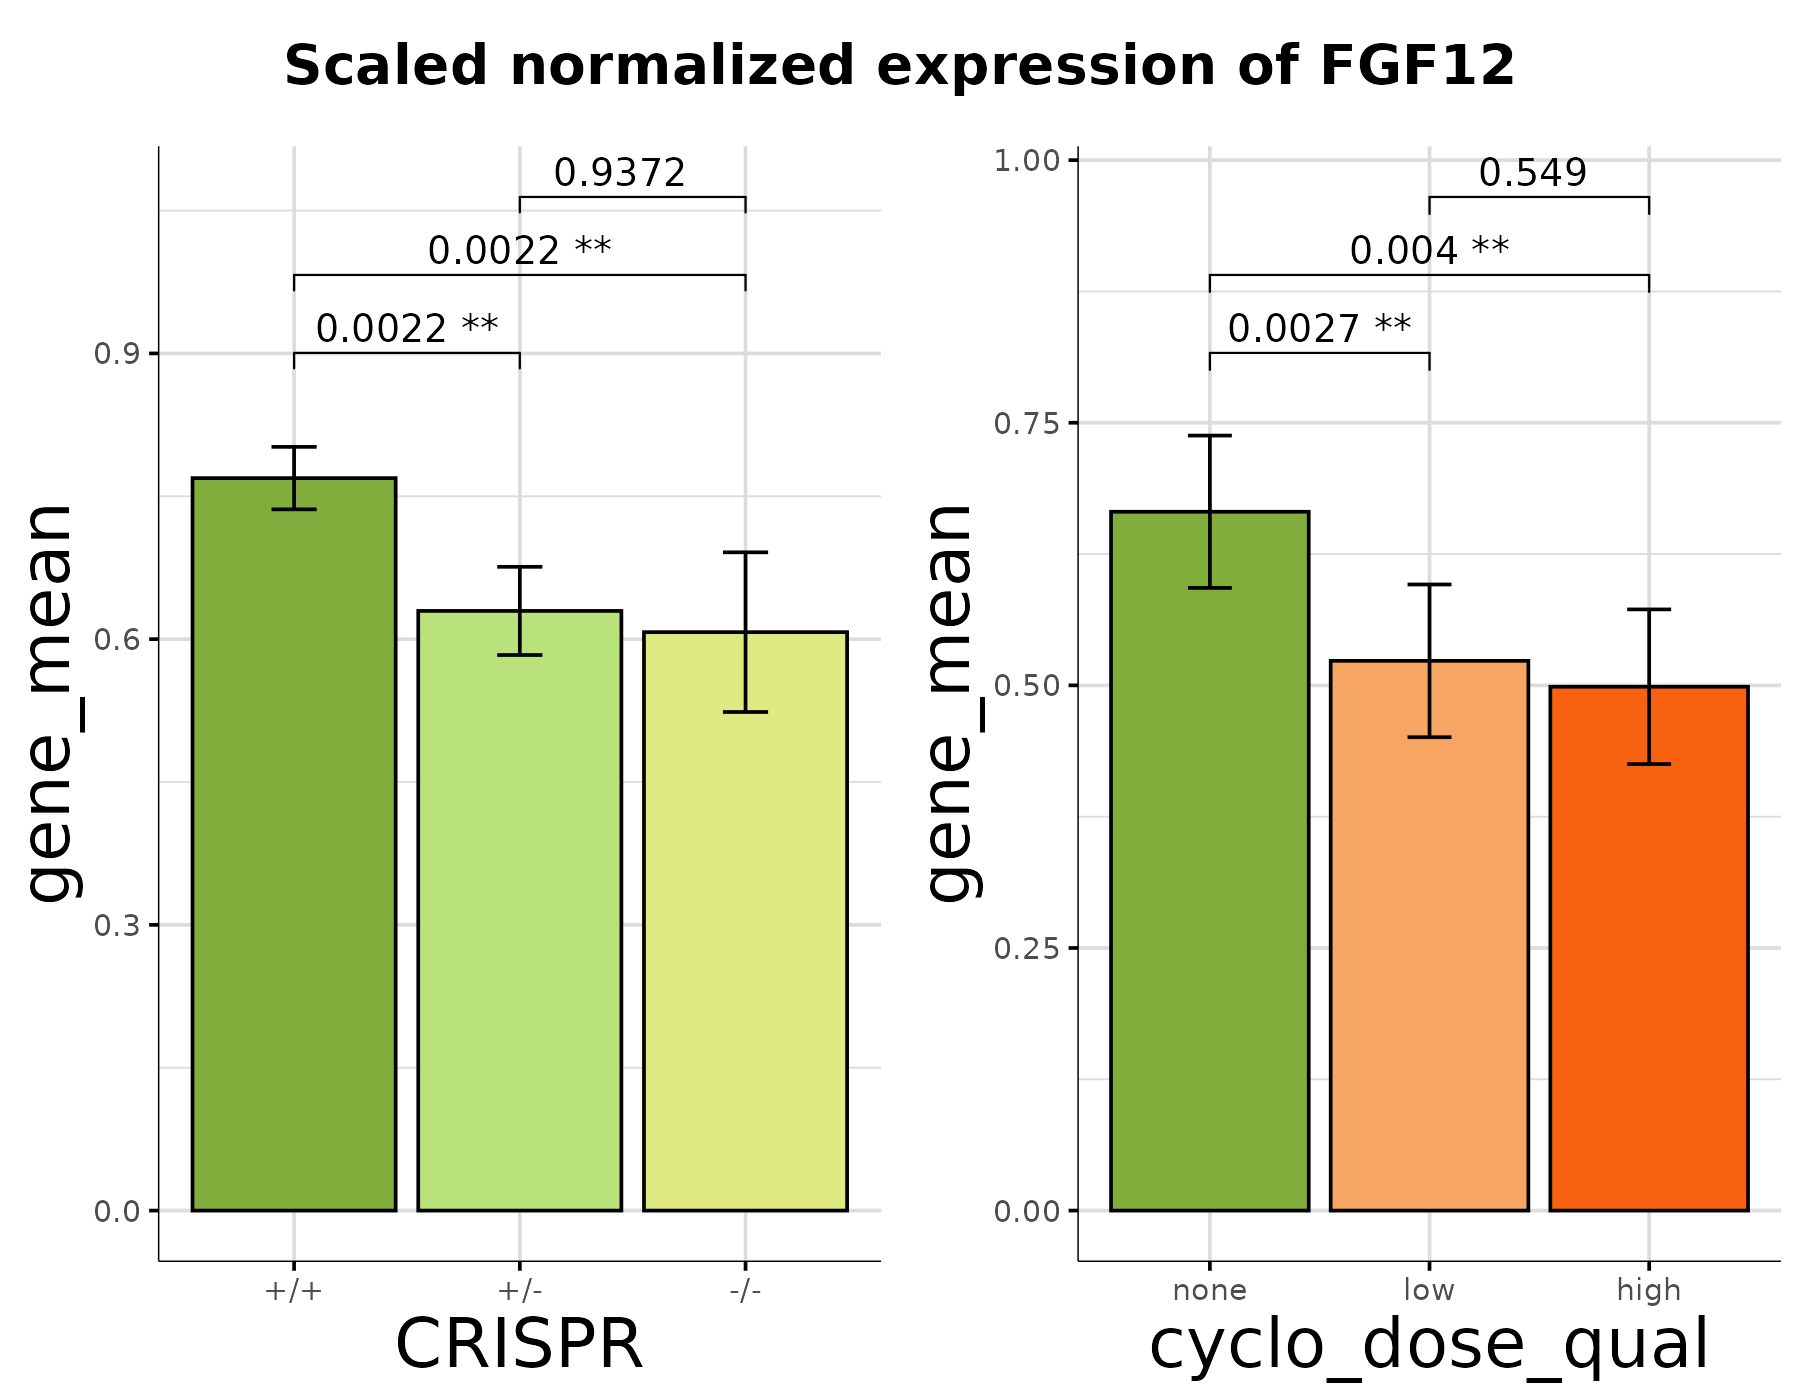 Scaled normalized expression of FGF12
gene_mean
0.9
0.6
0.3
0.0
0.9372
0.0022 **
0.0022 **
+/+
+/-
-/-
CRISPR
gene_mean
1.00
0.75
0.50
0.25
0.00
0.549
0.004 **
0.0027 **
none
low
high
cyclo_dose_qual